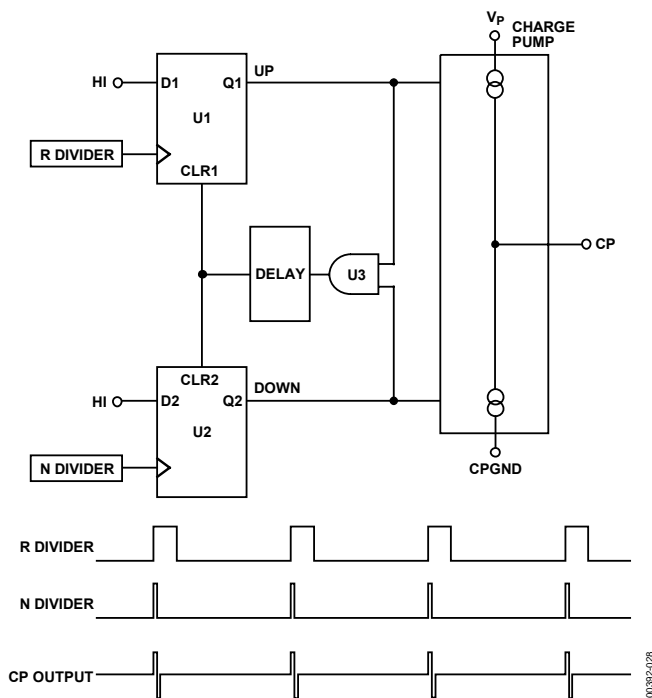 VP
CHARGE
PUMP
UP
HI
D1
Q1
U1
R DIVIDER
CLR1
CP
DELAY
U3
CLR2
DOWN
HI
D2
Q2
U2
N DIVIDER
CPGND
R DIVIDER
N DIVIDER
CP OUTPUT
00392-028